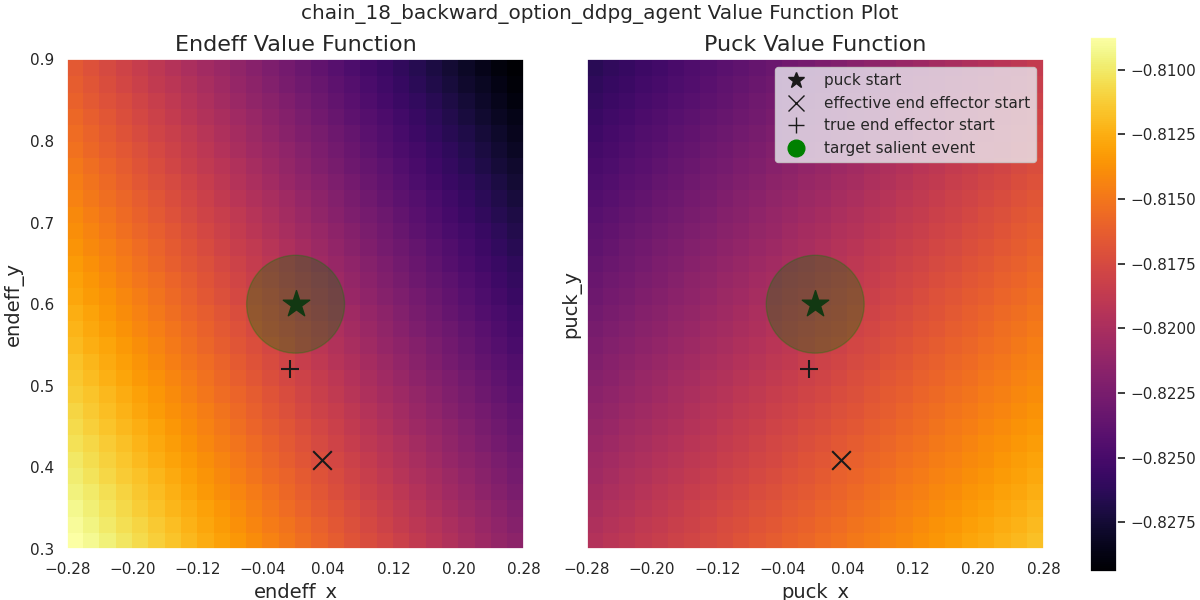 chain_18_backward_option_ddpg_agent Value Function Plot
Endeff Value Function
Puck Value Function
0.9
0.8
0.7
0.6
0.5
0.4
0.3
endeff_y
−0.28 −0.20 −0.12 −0.04 0.04 0.12 0.20 0.28
endeff_x
puck_y
puck start
effective end effector start
true end effector start
target salient event
−0.28 −0.20 −0.12 −0.04 0.04 0.12 0.20 0.28
puck_x
−0.8100
−0.8125
−0.8150
−0.8175
−0.8200
−0.8225
−0.8250
−0.8275